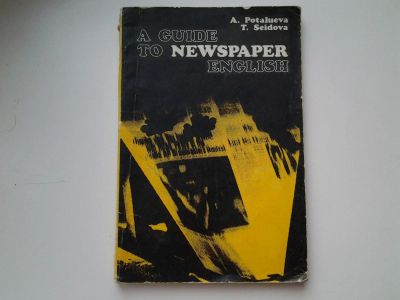 A. Potalueva
T. Seidova
A GUIDE
TO NEWSPAPER
ENGLISH